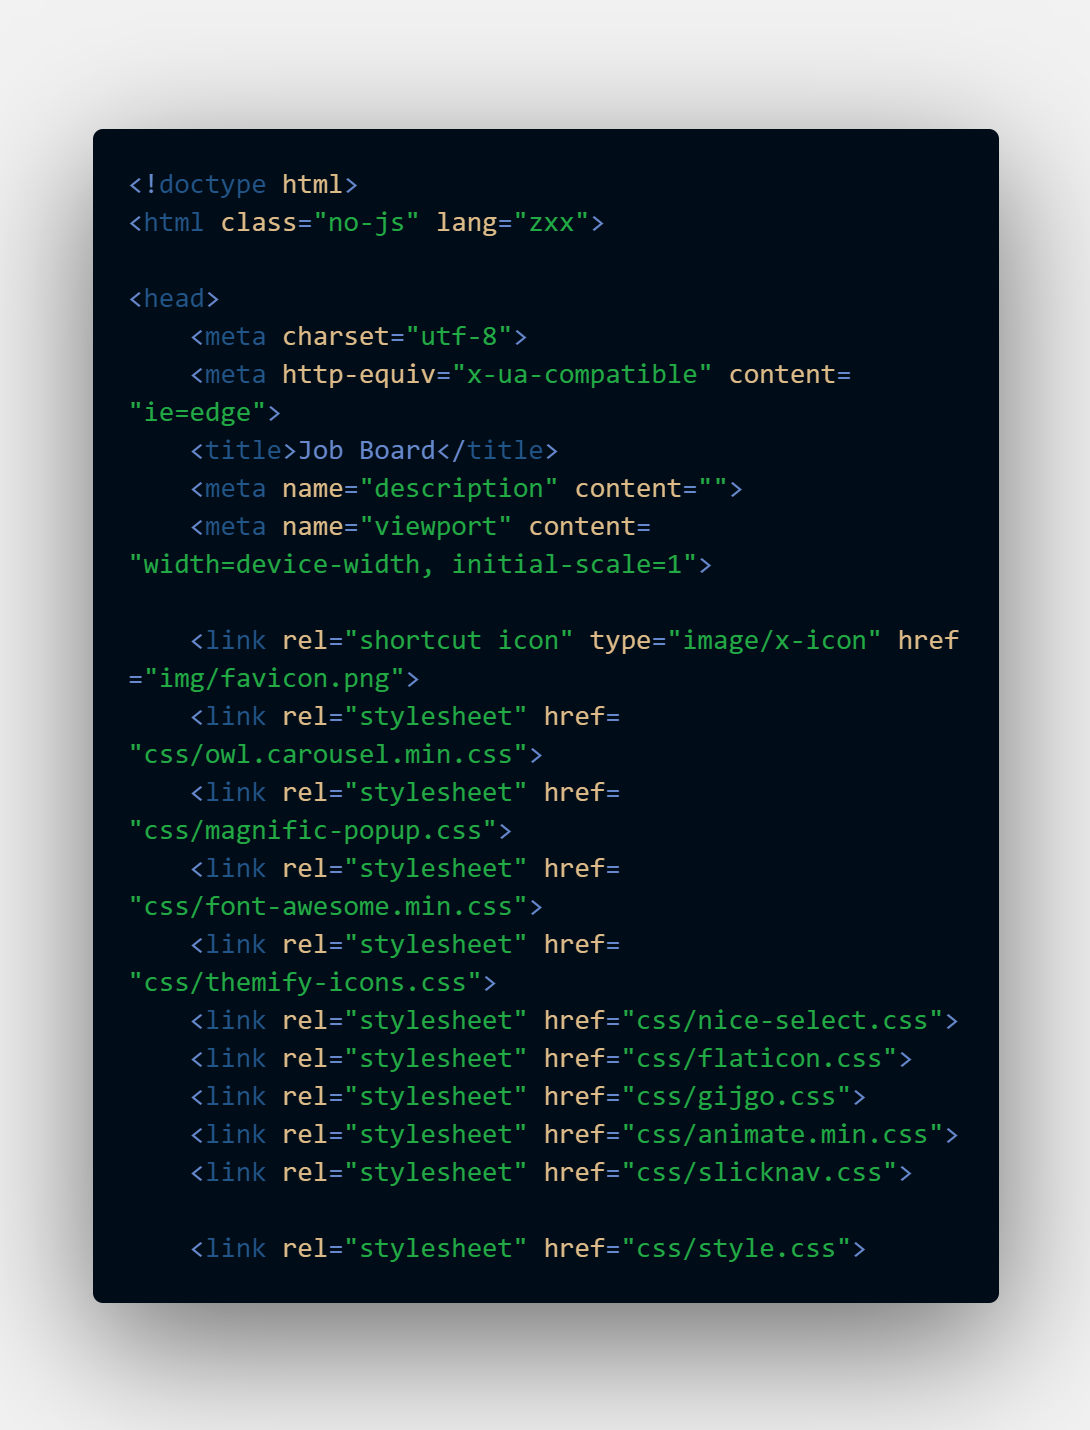 <!doctype html>
<html class="no-js" lang="zxx">

<head>
    <meta charset="utf-8">
    <meta http-equiv="x-ua-compatible" content=
"ie=edge">
    <title>Job Board</title>
    <meta name="description" content="">
    <meta name="viewport" content=
"width=device-width, initial-scale=1">

    <link rel="shortcut icon" type="image/x-icon" href
="img/favicon.png">
    <link rel="stylesheet" href=
"css/owl.carousel.min.css">
    <link rel="stylesheet" href=
"css/magnific-popup.css">
    <link rel="stylesheet" href=
"css/font-awesome.min.css">
    <link rel="stylesheet" href=
"css/themify-icons.css">
    <link rel="stylesheet" href="css/nice-select.css">
    <link rel="stylesheet" href="css/flaticon.css">
    <link rel="stylesheet" href="css/gijgo.css">
    <link rel="stylesheet" href="css/animate.min.css">
    <link rel="stylesheet" href="css/slicknav.css">

    <link rel="stylesheet" href="css/style.css">